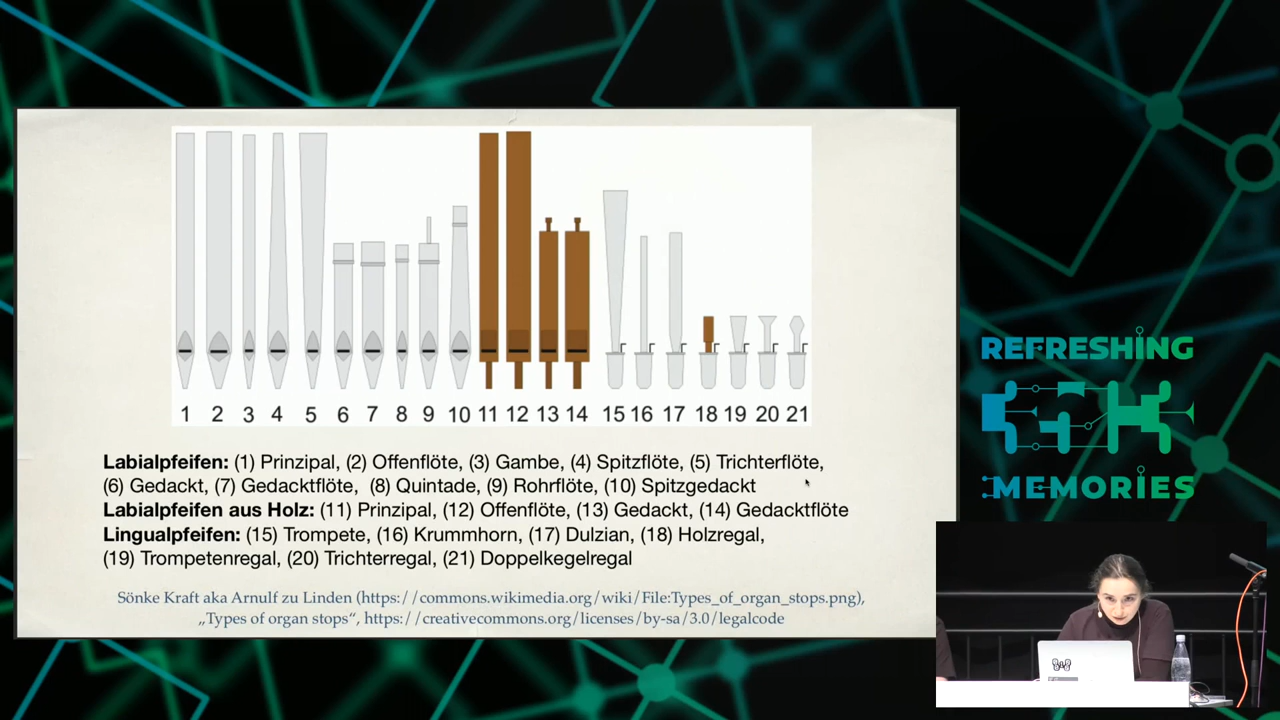 1 2 3 4 5 6 7 8 9 10 11 12 13 14 15 16 17 18 19 20 21
Labialpfeifen: (1) Prinzipal, (2) Offenflöte, (3) Gambe, (4) Spitzflöte, (5) Trichterflöte,
(6) Gedackt, (7) Gedacktflöte, (8) Quintade, (9) Rohrflöte, (10) Spitzgedackt
Labialpfeifen aus Holz: (11) Prinzipal, (12) Offenflöte, (13) Gedackt, (14) Gedacktflöte
Lingualpfeifen: (15) Trompete, (16) Krummhorn, (17) Dulzian, (18) Holzregal,
(19) Trompetenregal, (20) Trichterregal, (21) Doppelkegelregal
Sönke Kraft aka Arnulf zu Linden (https://commons.wikimedia.org/wiki/File:Types_of_organ_stops.png),
„Types of organ stops“, https://creativecommons.org/licenses/by-sa/3.0/legalcode
REFRESHING
MEMORIES